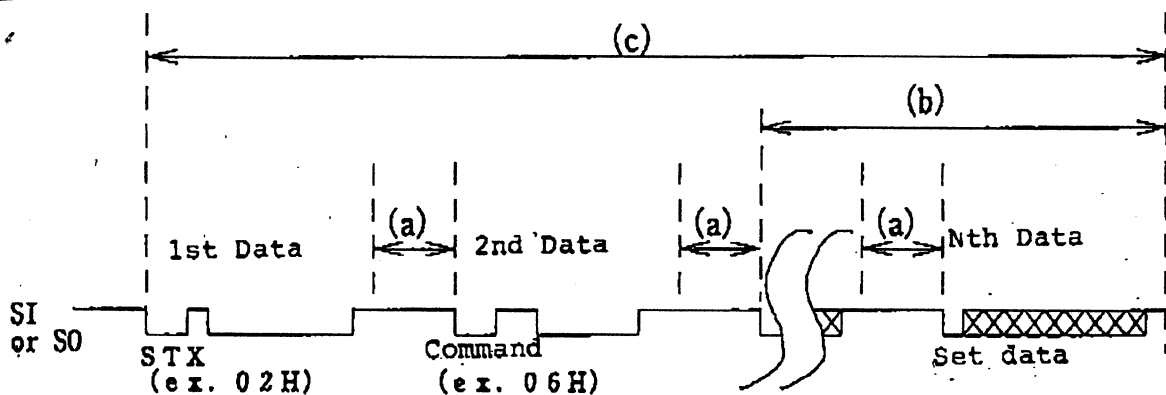 (c)
(b)
(a)
(a)
(a)
1st Data
2nd Data
Nth Data
SI
or SO
STX
(ex. 02H)
Command
(ex. 06H)
Set data